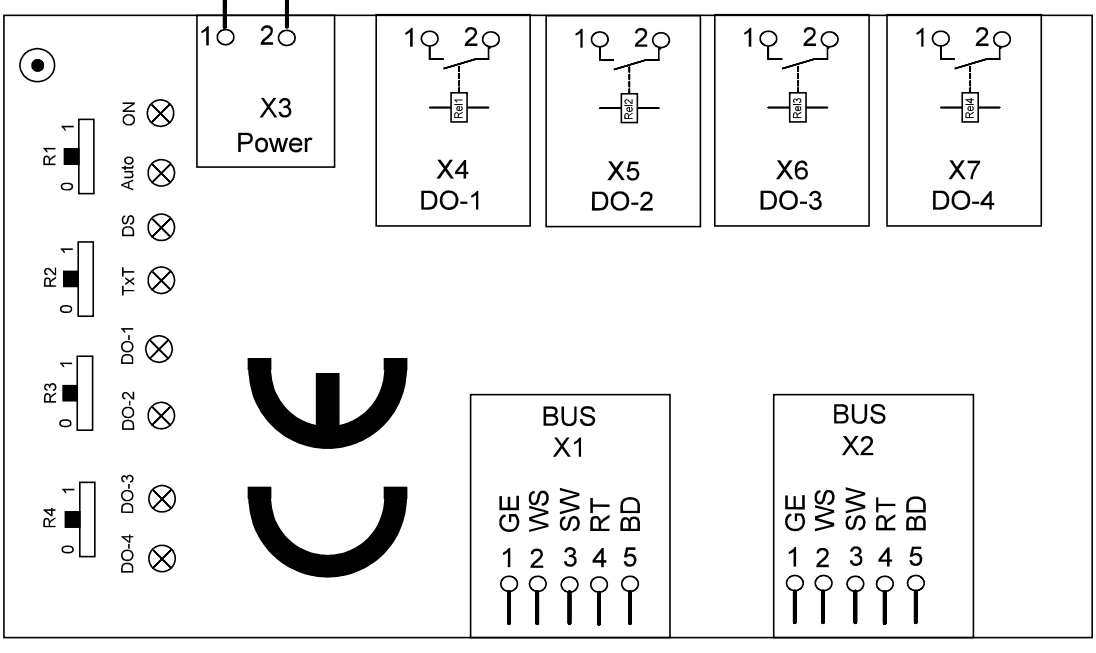 1 2
X3
Power
1 2
Rel1
X4
DO-1
1 2
Rel2
X5
DO-2
1 2
Rel3
X6
DO-3
1 2
Rel4
X7
DO-4
R1
0 1
R2
0 1
R3
0 1
R4
0 1
ON
Auto
DS
TxT
DO-1
DO-2
DO-3
DO-4
CE
BUS
X1
GE WS SW RT BD
1 2 3 4 5
BUS
X2
GE WS SW RT BD
1 2 3 4 5